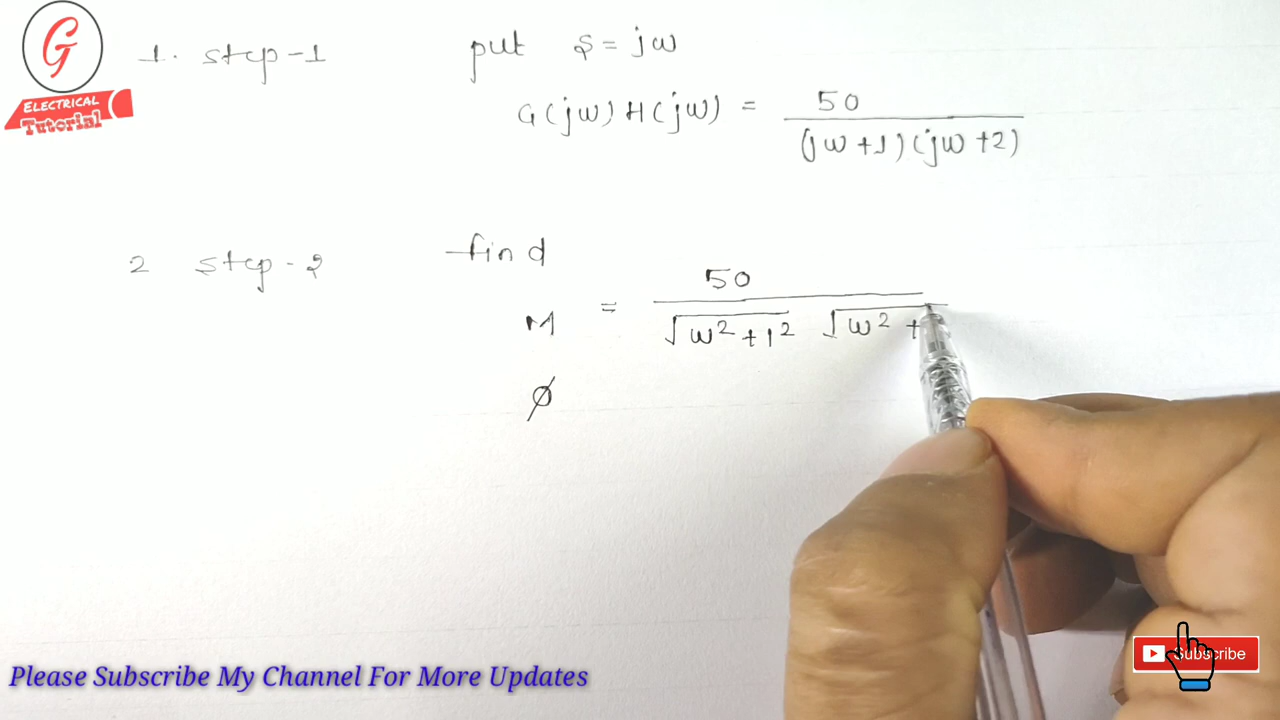 G
ELECTRICAL
Tutorial
1. step-1 put s = jω
G(jω)H(jω) = 50
(jω+1)(jω+2)
2 step-2 find
M = 50
√ω²+1² √ω² +
φ
Please Subscribe My Channel For More Updates
Subscribe